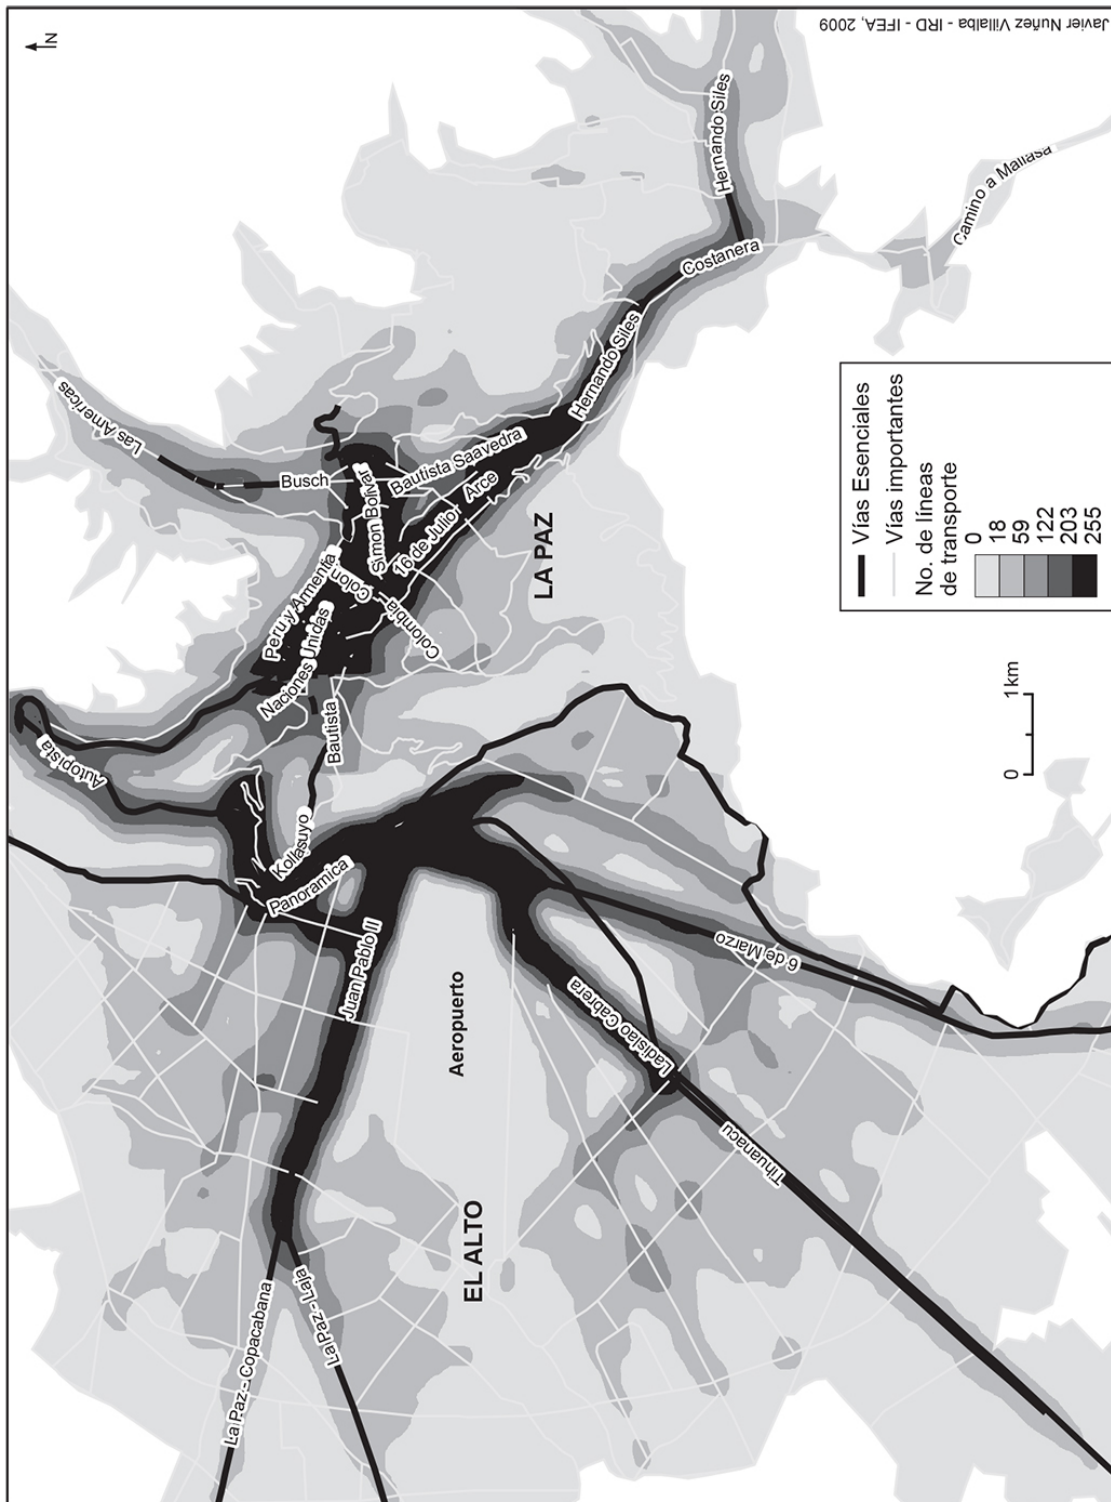 N
Javier Nuñez Villalba - IRD - IFEA, 2009
Las Americas
Autopista
Busch
Peru y Armentia
Simon Bolivar
Bautista Saavedra
Colon
Naciones Unidas
16 de Julio
Arce
Colombia
Bautista
Kollasuyo
Panoramica
Hernando Siles
Costanera
Hernando Siles
Camino a Mallasa
LA PAZ
Juan Pablo II
Aeropuerto
EL ALTO
Ladislao Cabrera
6 de Marzo
Tihuanacu
La Paz - Copacabana
La Paz - Laja
Vías Esenciales
Vías importantes
No. de líneas
de transporte
0
18
59
122
203
255
0 1km